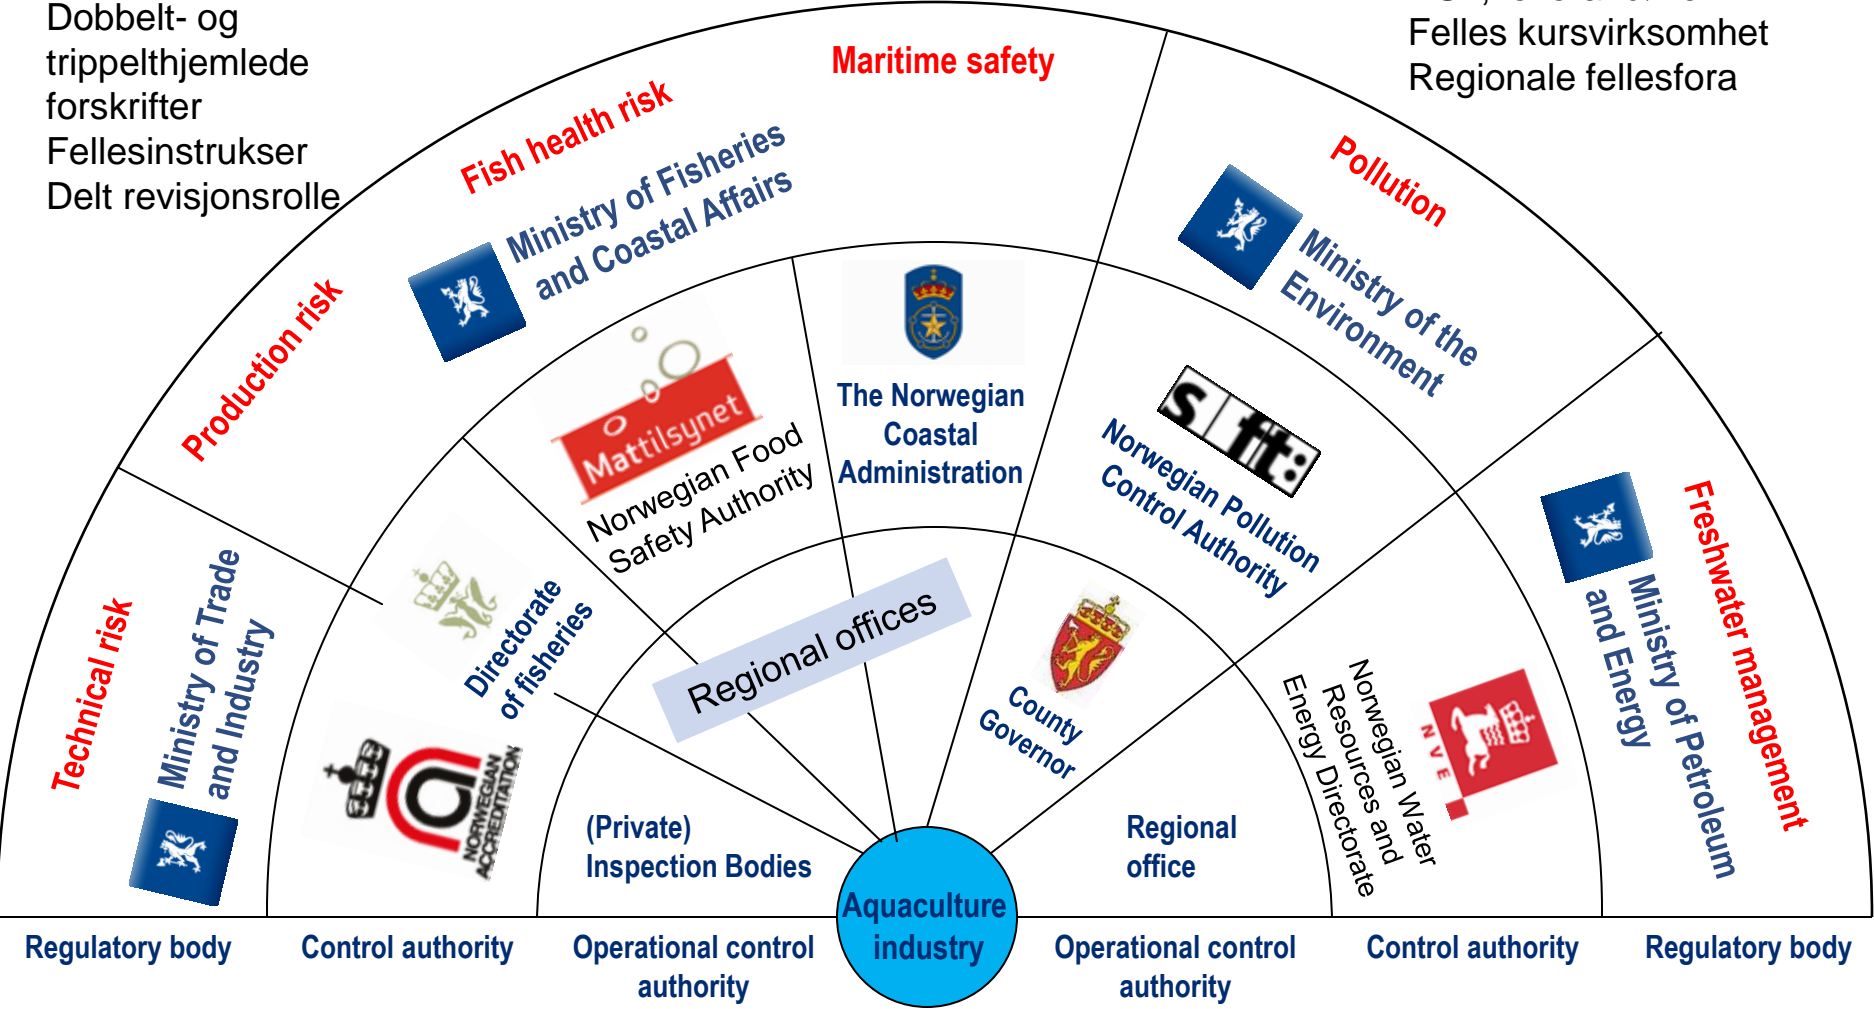 Dobbelt- og
trippelthjemlede
forskrifter
Fellesinstrukser
Delt revisjonsrolle
Felles kursvirksomhet
Regionale fellesfora
Maritime safety
Fish health risk
Production risk
Technical risk
Pollution
Freshwater management
Ministry of Fisheries
and Coastal Affairs
Ministry of the
Environment
Ministry of Trade
and Industry
Ministry of Petroleum
and Energy
Mattilsynet
Norwegian Food
Safety Authority
The Norwegian
Coastal
Administration
sft:
Norwegian Pollution
Control Authority
Directorate
of fisheries
NORWEGIAN
ACCREDITATION
NVE
Norwegian Water
Resources and
Energy Directorate
Regional offices
County
Governor
(Private)
Inspection Bodies
Regional
office
Aquaculture
industry
Regulatory body
Control authority
Operational control
authority
Operational control
authority
Control authority
Regulatory body